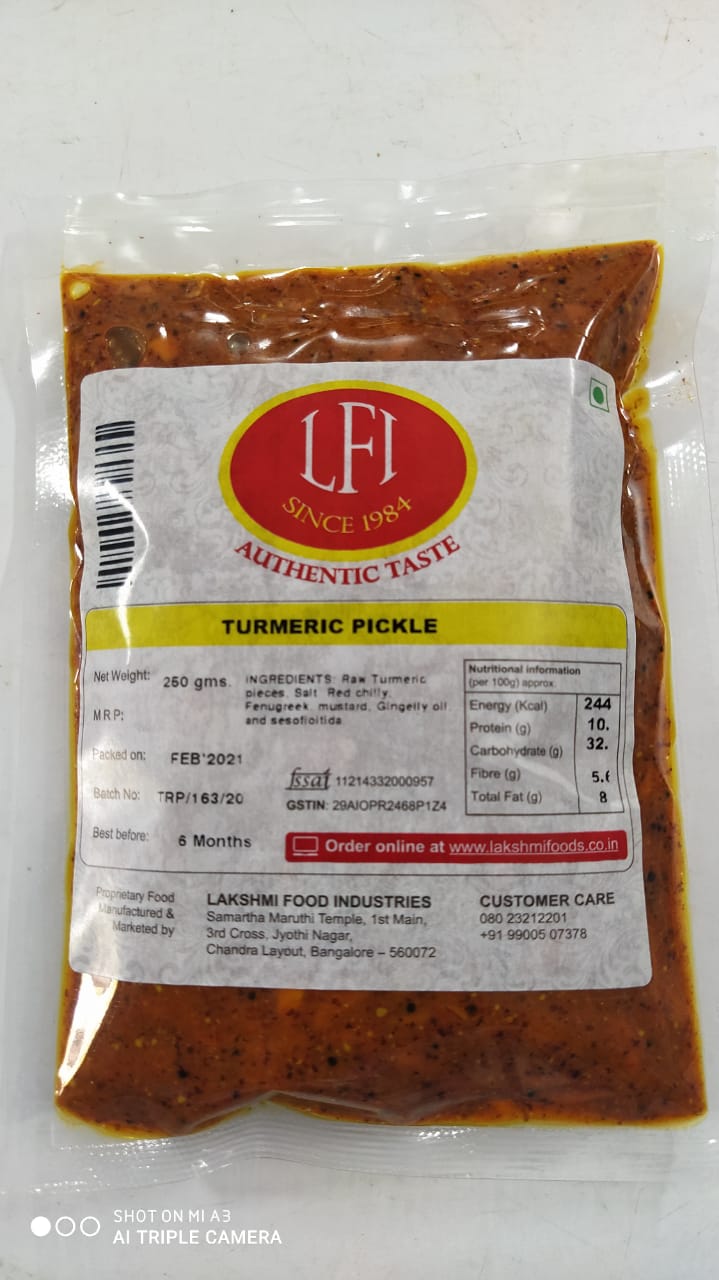 LFI
SINCE 1984
AUTHENTIC TASTE
TURMERIC PICKLE
Net Weight: 250 gms.
MRP:
Packed on: FEB'2021
Batch No: TRP/163/20
Best before: 6 Months
INGREDIENTS: Raw Turmeric
pieces, Salt, Red chilly,
Fenugreek, mustard, Gingelly oil
and
fssai 11214332000957
GSTIN: 29AIOPR2468P1Z4
Nutritional information
(per 100g) approx.
Energy (Kcal) 244
Protein (g) 10.
Carbohydrate (g) 32.
Fibre (g) 5.6
Total Fat (g) 8
Order online at www.lakshmifoods.co.in
Proprietary Food
Manufactured &
Marketed by
LAKSHMI FOOD INDUSTRIES
Samartha Maruthi Temple, 1st Main,
3rd Cross, Jyothi Nagar,
Chandra Layout, Bangalore – 560072
CUSTOMER CARE
080 23212201
+91 99005 07378
SHOT ON MI A3
AI TRIPLE CAMERA